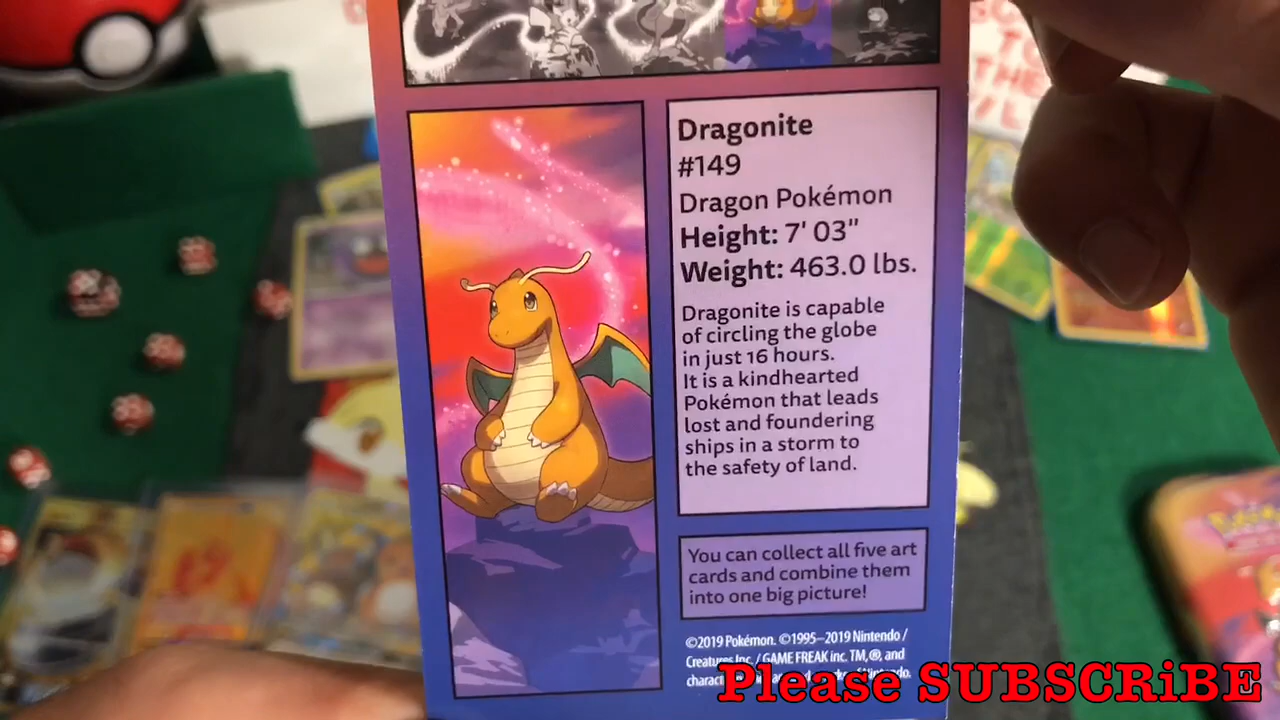 Dragonite
#149
Dragon Pokémon
Height: 7' 03"
Weight: 463.0 lbs.
Dragonite is capable
of circling the globe
in just 16 hours.
It is a kindhearted
Pokémon that leads
lost and foundering
ships in a storm to
the safety of land.
You can collect all five art
cards and combine them
into one big picture!
©2019 Pokémon. ©1995–2019 Nintendo /
Creatures Inc. / GAME FREAK inc. TM,®, and
Please SUBSCRiBE